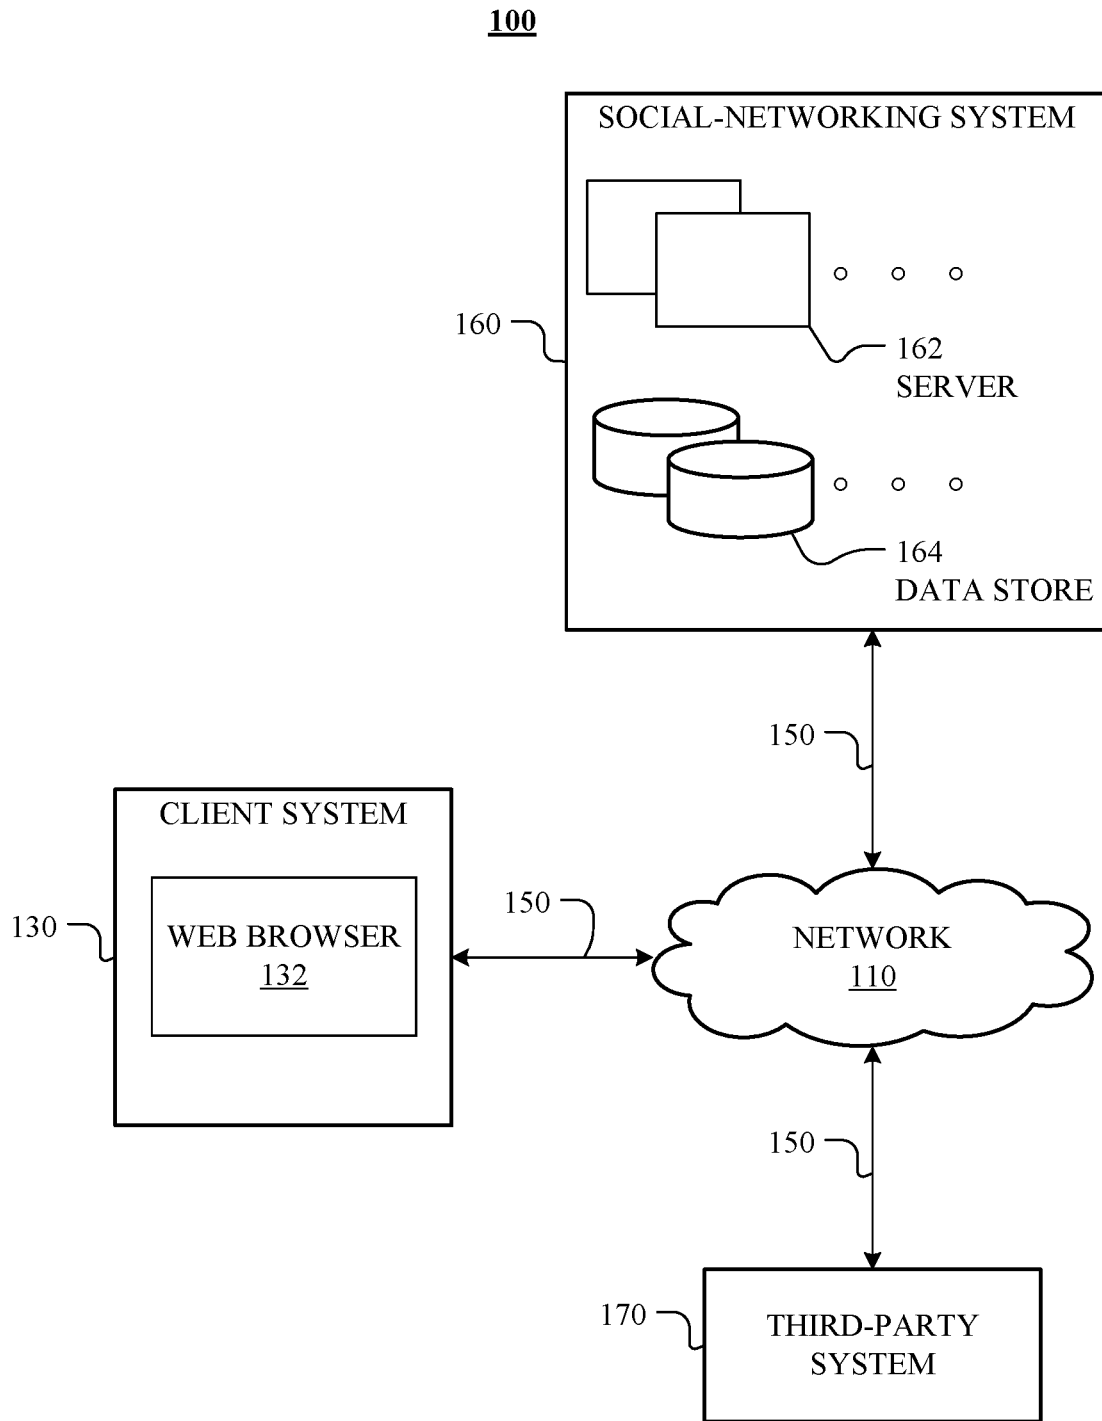 100
SOCIAL-NETWORKING SYSTEM
160
162
SERVER
164
DATA STORE
150
CLIENT SYSTEM
130
WEB BROWSER
132
150
NETWORK
110
150
170
THIRD-PARTY
SYSTEM